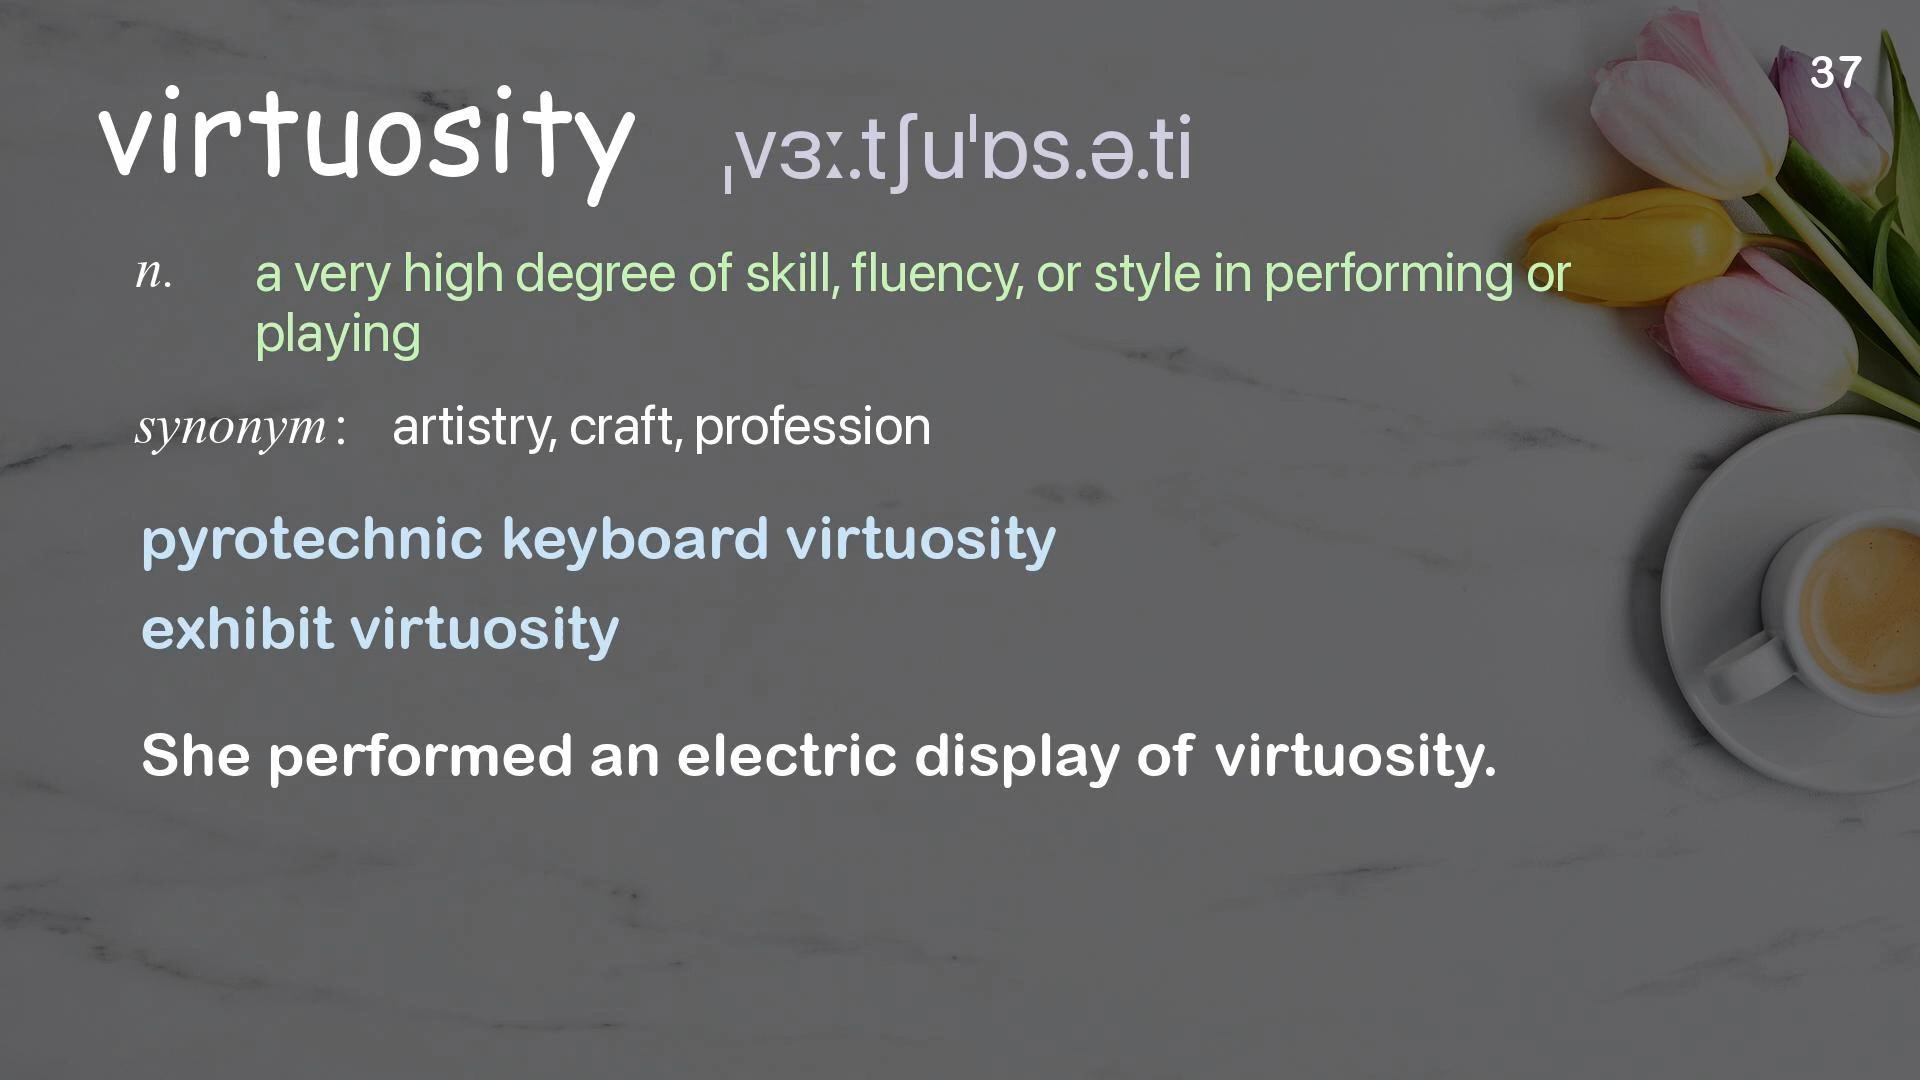 37
virtuosity ˌvɜː.tʃuˈɒs.ə.ti
n. a very high degree of skill, fluency, or style in performing or
playing
synonym : artistry, craft, profession
pyrotechnic keyboard virtuosity
exhibit virtuosity
She performed an electric display of virtuosity.